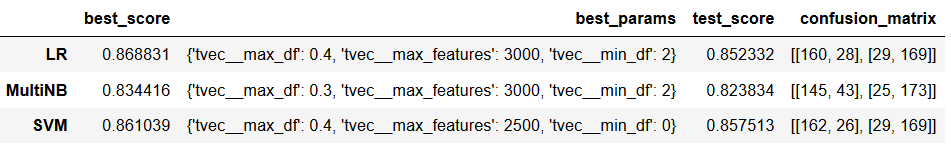 best_score best_params test_score confusion_matrix
LR 0.868831 {'tvec__max_df': 0.4, 'tvec__max_features': 3000, 'tvec__min_df': 2} 0.852332 [[160, 28], [29, 169]]
MultiNB 0.834416 {'tvec__max_df': 0.3, 'tvec__max_features': 3000, 'tvec__min_df': 2} 0.823834 [[145, 43], [25, 173]]
SVM 0.861039 {'tvec__max_df': 0.4, 'tvec__max_features': 2500, 'tvec__min_df': 0} 0.857513 [[162, 26], [29, 169]]